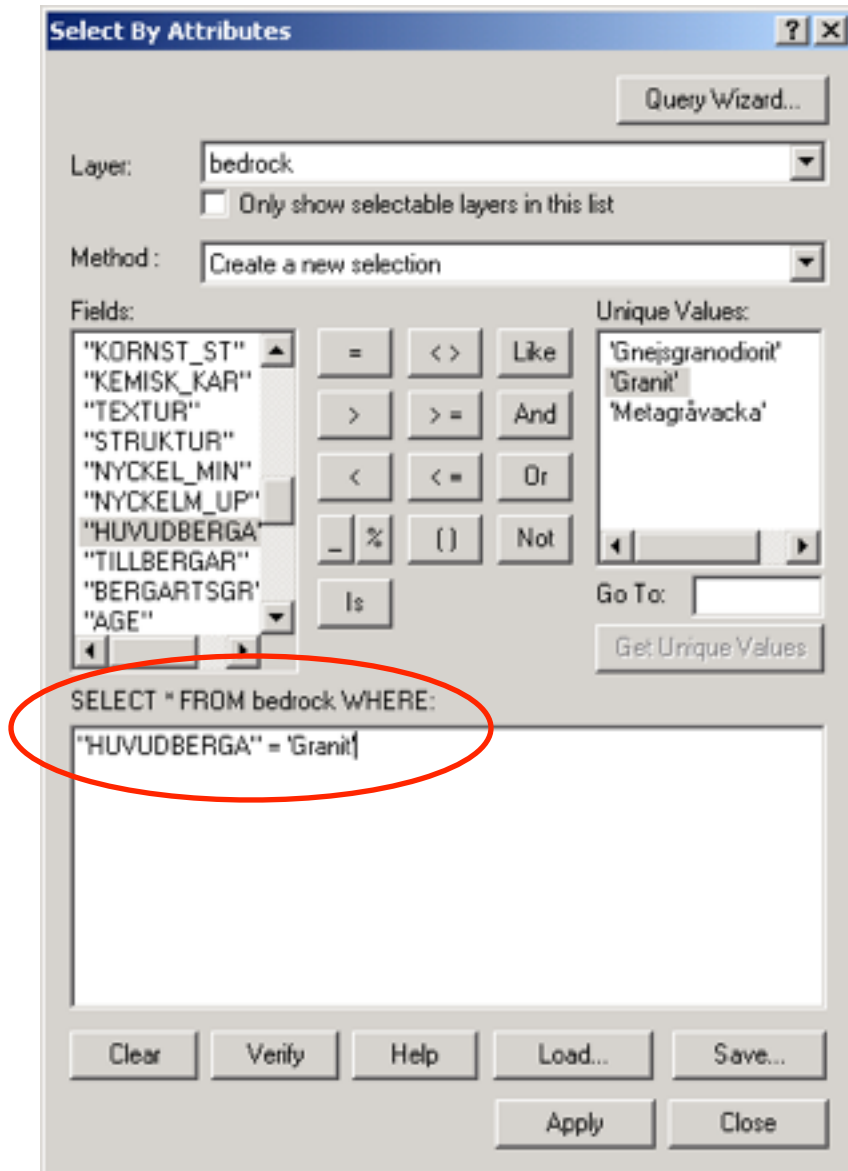 Select By Attributes
Query Wizard...
Layer:
bedrock
Only show selectable layers in this list
Method :
Create a new selection
Fields:
"KORNST_ST"
"KEMISK_KAR"
"TEXTUR"
"STRUKTUR"
"NYCKEL_MIN"
"NYCKELM_UP"
"HUVUDBERGA"
"TILLBERGAR"
"BERGARTSGR"
"AGE"
= < > Like
> > = And
< < = Or
_ % ( ) Not
Is
Unique Values:
'Gnejsgranodiorit'
'Granit'
'Metagråvacka'
Go To:
Get Unique Values
SELECT * FROM bedrock WHERE:
"HUVUDBERGA" = 'Granit'
Clear Verify Help Load... Save...
Apply Close